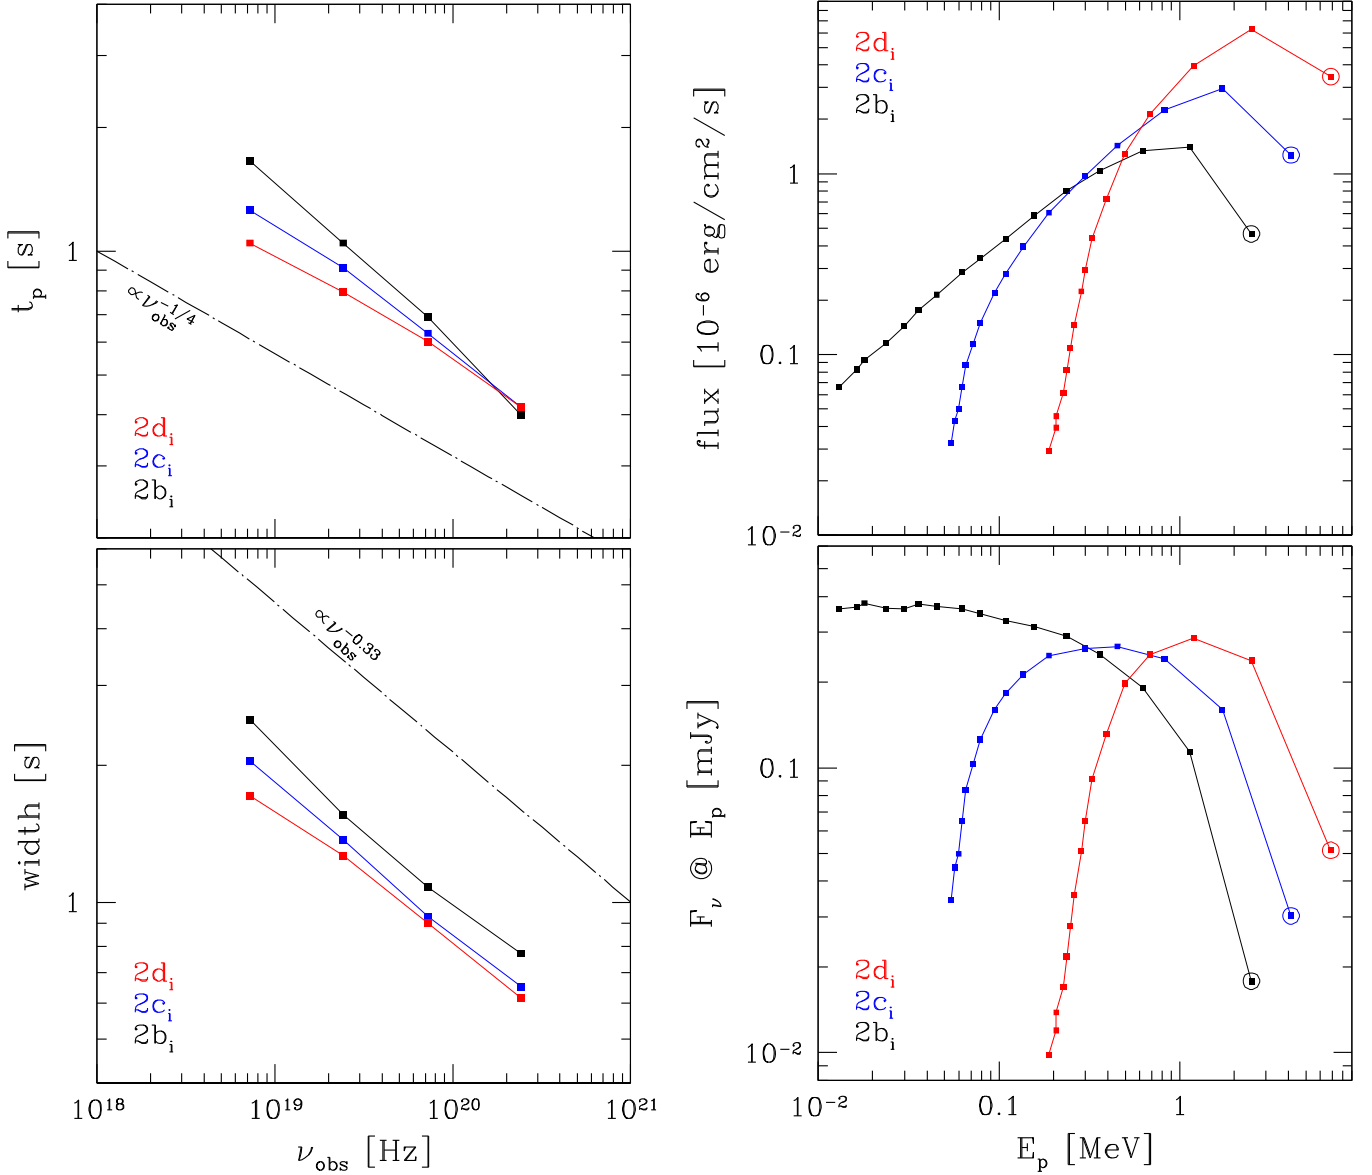 t_p [s]
1
∝ν_obs^−1/4
2d_i
2c_i
2b_i
width [s]
1
∝ν_obs^−0.33
2d_i
2c_i
2b_i
10^18
10^19
10^20
10^21
ν_obs [Hz]
flux [10^−6 erg/cm^2/s]
2d_i
2c_i
2b_i
1
0.1
10^−2
F_ν @ E_p [mJy]
0.1
10^−2
2d_i
2c_i
2b_i
10^−2
0.1
1
E_p [MeV]